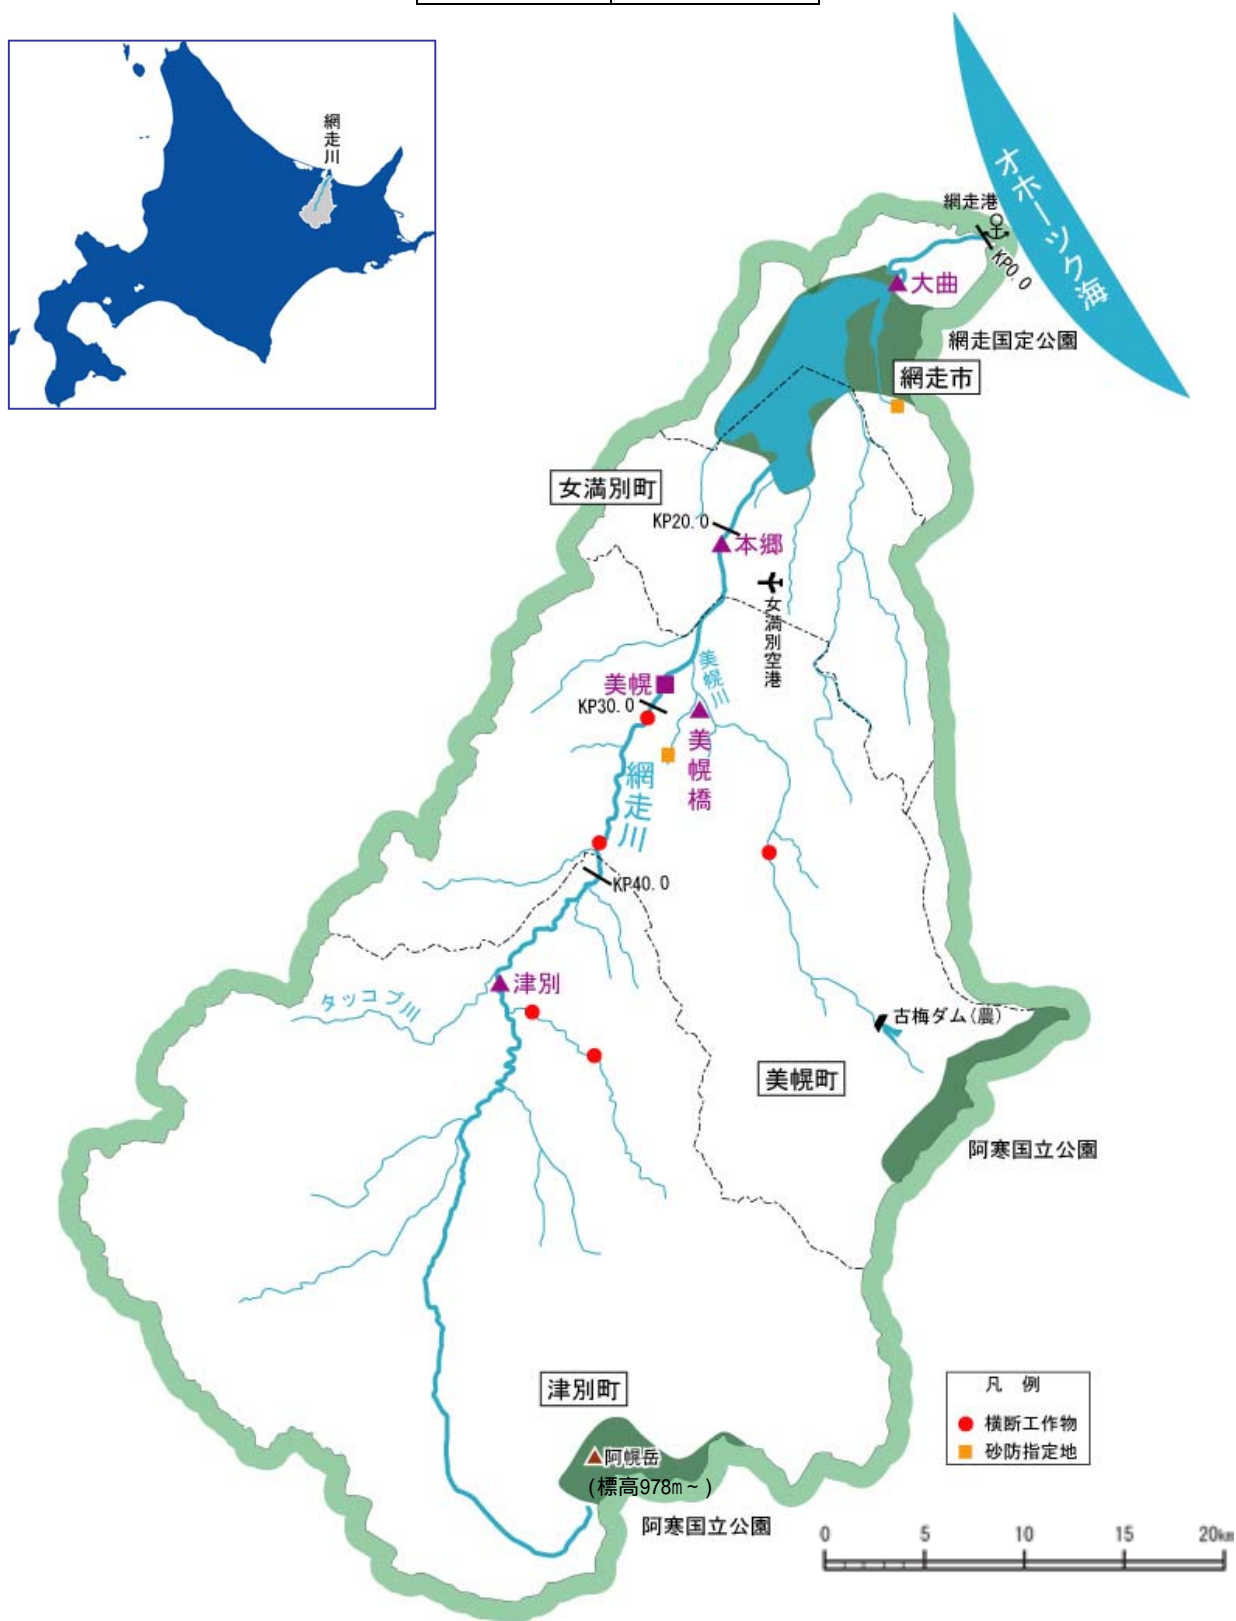 網走川
オホーツク海
網走港
KP0.0
大曲
網走国定公園
網走市
女満別町
KP20.0
本郷
女満別空港
美幌川
美幌
KP30.0
美幌橋
網走川
KP40.0
津別
タッコブ川
古梅ダム(農)
美幌町
阿寒国立公園
津別町
阿幌岳
(標高978m~)
阿寒国立公園
凡 例
横断工作物
砂防指定地
0 5 10 15 20km